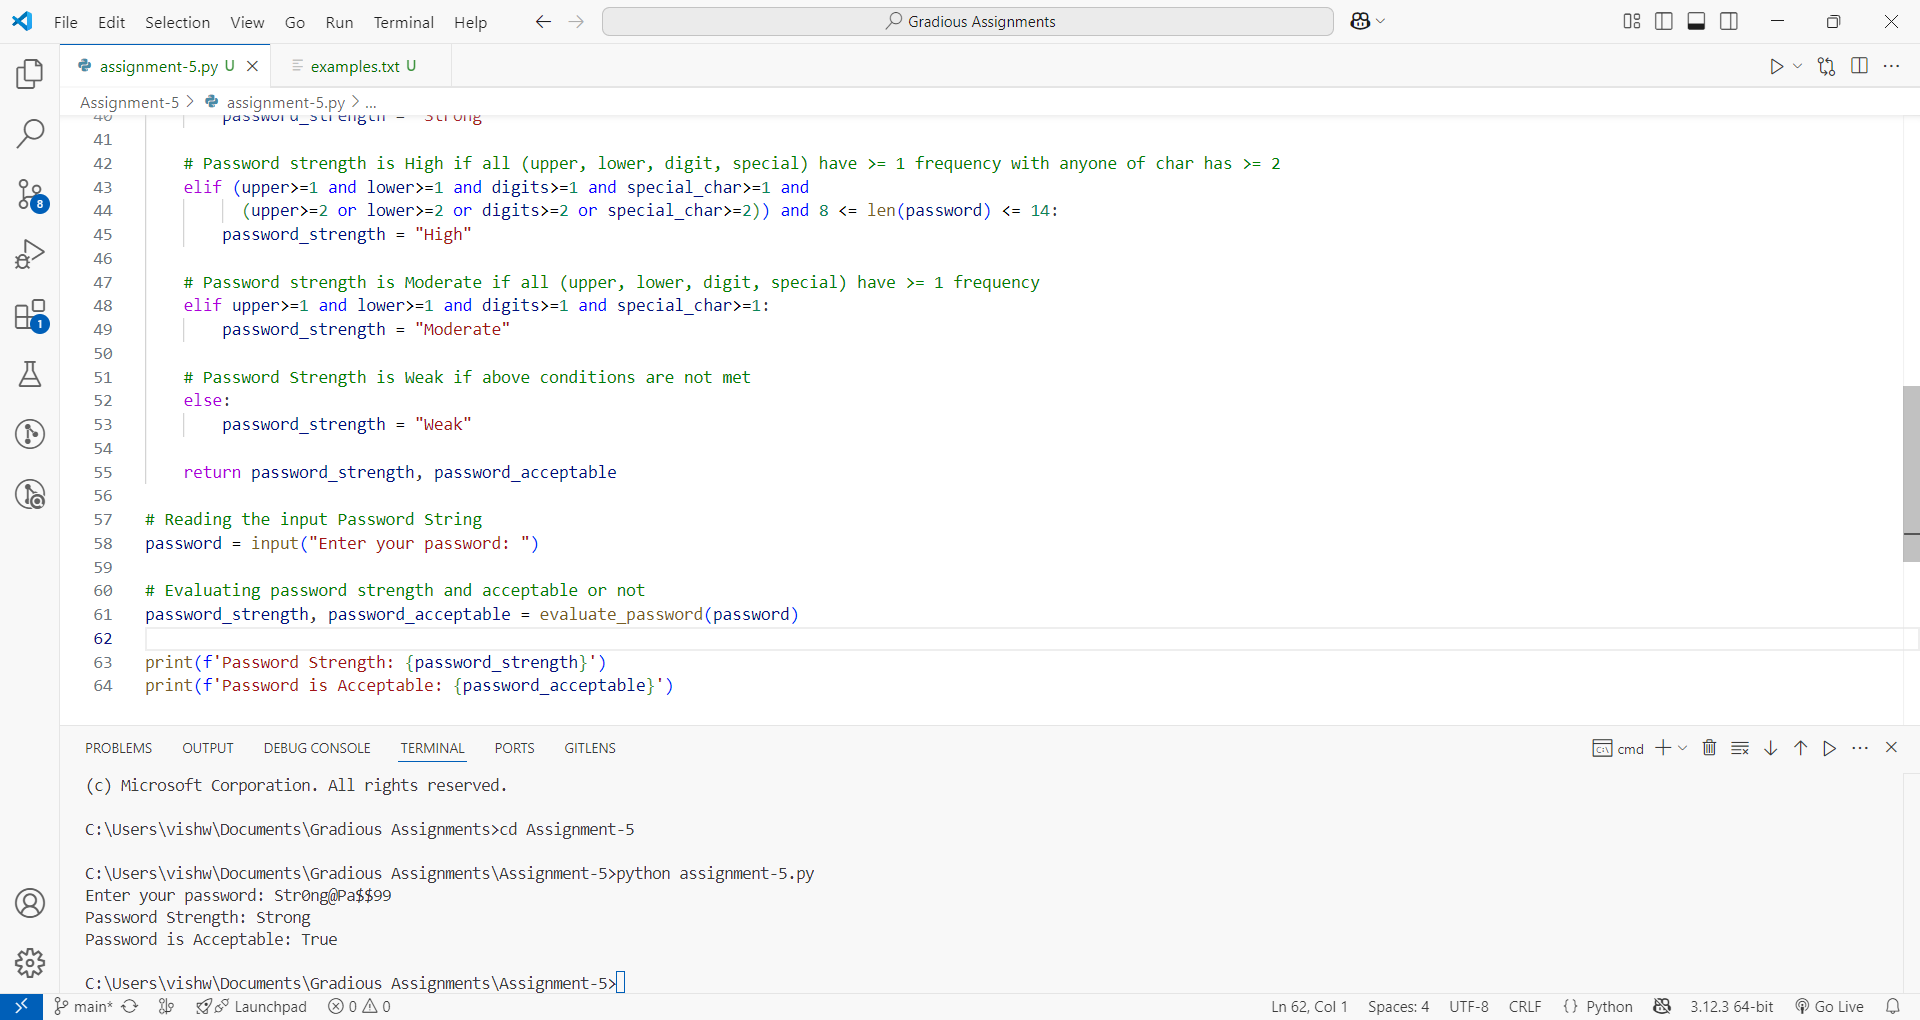 File Edit Selection View Go Run Terminal Help
Gradious Assignments
assignment-5.py U
examples.txt U
Assignment-5 > assignment-5.py > ...
40 password_strength = "Strong"
41
42 # Password strength is High if all (upper, lower, digit, special) have >= 1 frequency with anyone of char has >= 2
43 elif (upper>=1 and lower>=1 and digits>=1 and special_char>=1 and
44 (upper>=2 or lower>=2 or digits>=2 or special_char>=2)) and 8 <= len(password) <= 14:
45 password_strength = "High"
46
47 # Password strength is Moderate if all (upper, lower, digit, special) have >= 1 frequency
48 elif upper>=1 and lower>=1 and digits>=1 and special_char>=1:
49 password_strength = "Moderate"
50
51 # Password Strength is Weak if above conditions are not met
52 else:
53 password_strength = "Weak"
54
55 return password_strength, password_acceptable
56
57 # Reading the input Password String
58 password = input("Enter your password: ")
59
60 # Evaluating password strength and acceptable or not
61 password_strength, password_acceptable = evaluate_password(password)
62
63 print(f'Password Strength: {password_strength}')
64 print(f'Password is Acceptable: {password_acceptable}')
8
1
PROBLEMS OUTPUT DEBUG CONSOLE TERMINAL PORTS GITLENS
cmd
(c) Microsoft Corporation. All rights reserved.
C:\Users\vishw\Documents\Gradious Assignments>cd Assignment-5
C:\Users\vishw\Documents\Gradious Assignments\Assignment-5>python assignment-5.py
Enter your password: Str0ng@Pa$$99
Password Strength: Strong
Password is Acceptable: True
C:\Users\vishw\Documents\Gradious Assignments\Assignment-5>
main* Launchpad 0 0 Ln 62, Col 1 Spaces: 4 UTF-8 CRLF {} Python 3.12.3 64-bit Go Live